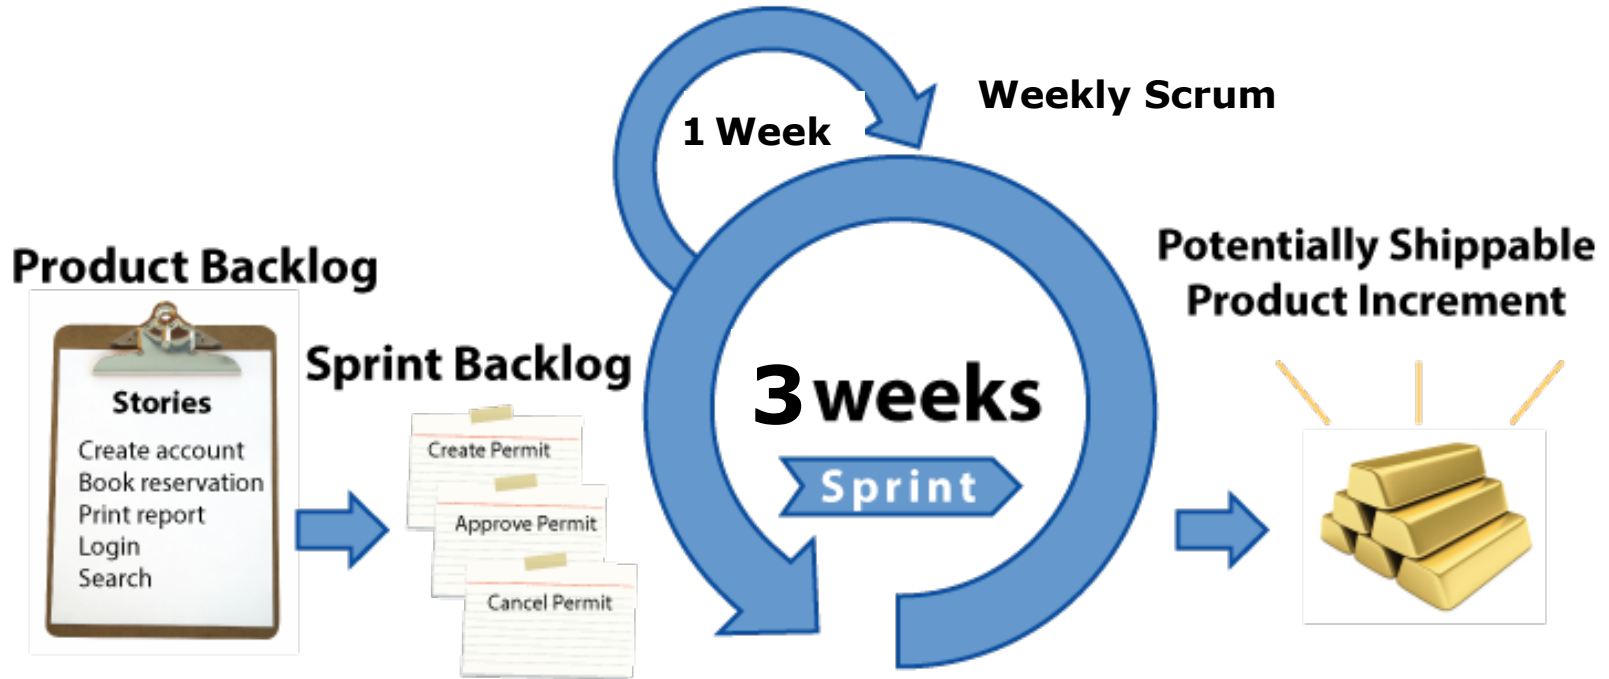 Product Backlog
Stories
Create account
Book reservation
Print report
Login
Search
Sprint Backlog
Create Permit
Approve Permit
Cancel Permit
1 Week
Weekly Scrum
3 weeks
Sprint
Potentially Shippable
Product Increment